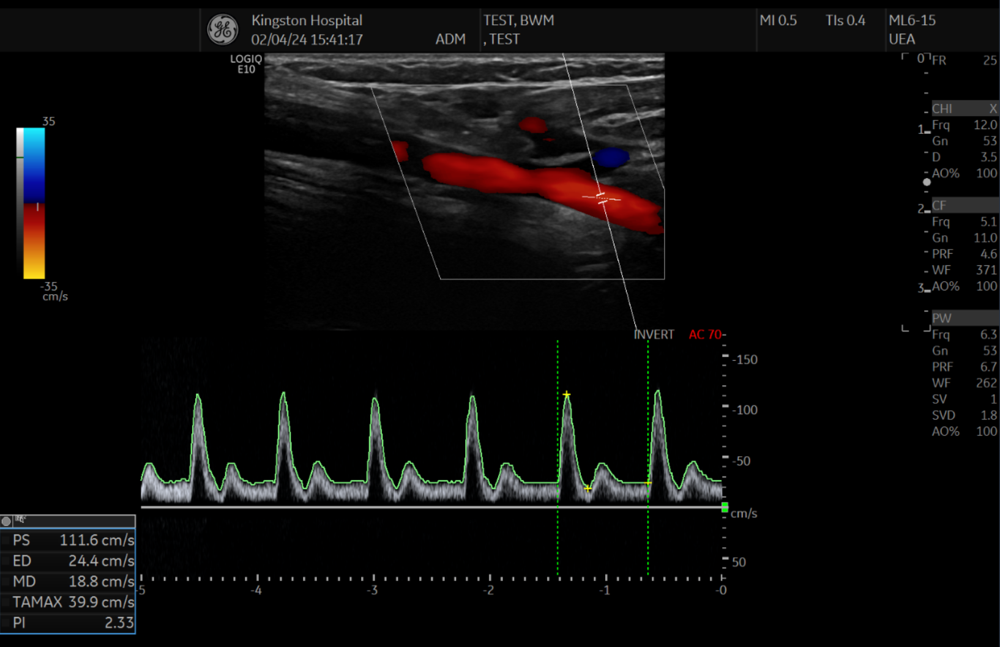 Kingston Hospital
02/04/24 15:41:17
ADM
TEST, BWM
, TEST
MI 0.5
TIs 0.4
ML6-15
UEA
LOGIQ
E10
35
-35
cm/s
0
1
2
3
FR 25
CHI X
Frq 12.0
Gn 53
D 3.5
AO% 100
CF
Frq 5.1
Gn 11.0
PRF 4.6
WF 371
AO% 100
PW
Frq 6.3
Gn 53
PRF 6.7
WF 262
SV 1
SVD 1.8
AO% 100
INVERT AC 70
-150
-100
-50
cm/s
50
-5 -4 -3 -2 -1 -0
PS 111.6 cm/s
ED 24.4 cm/s
MD 18.8 cm/s
TAMAX 39.9 cm/s
PI 2.33